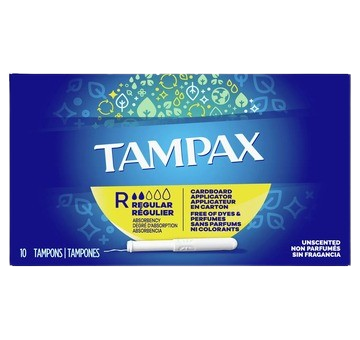 TAMPAX
R REGULAR
RÉGULIER
ABSORBENCY
DEGRÉ D'ABSORPTION
ABSORBENCIA
CARDBOARD
APPLICATOR
APPLICATEUR
EN CARTON
FREE OF DYES &
PERFUMES
SANS PARFUMS
NI COLORANTS
10 TAMPONS | TAMPONES
UNSCENTED
NON PARFUMÉS
SIN FRAGANCIA